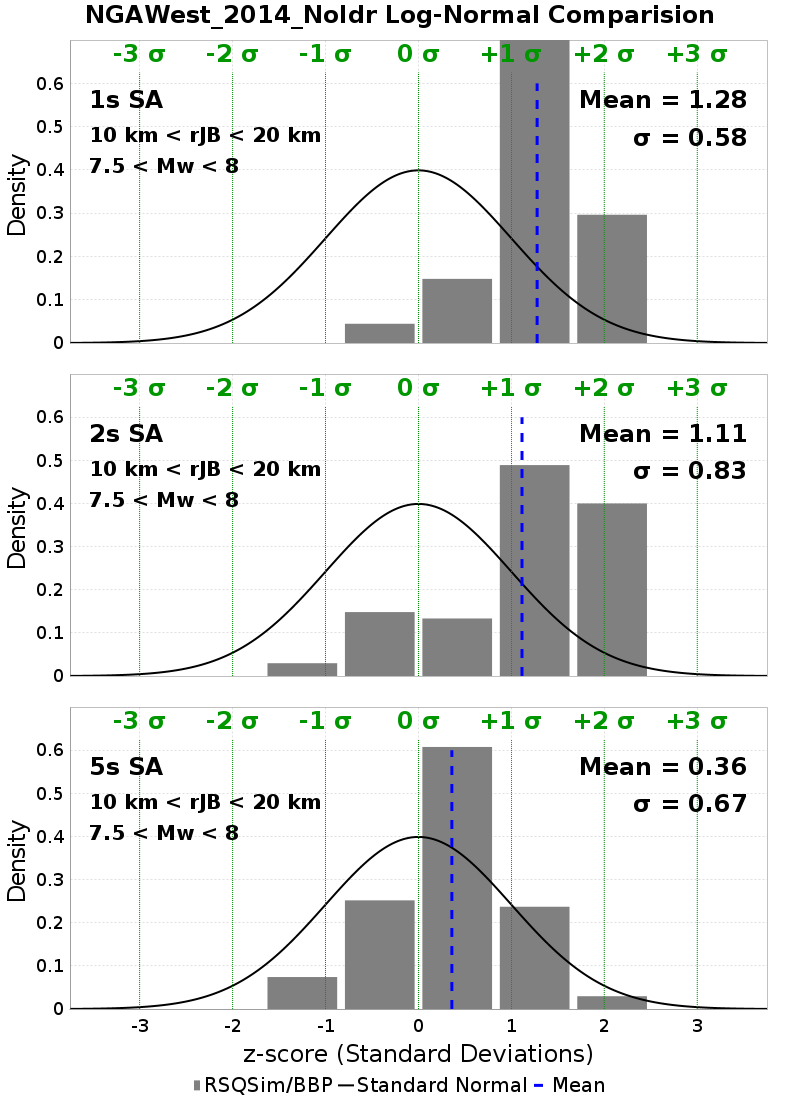 NGAWest_2014_NoIdr Log-Normal Comparision
-3 σ -2 σ -1 σ 0 σ +1 σ +2 σ +3 σ
1s SA
Mean = 1.28
10 km < rJB < 20 km
σ = 0.58
7.5 < Mw < 8
Density
0.6
0.5
0.4
0.3
0.2
0.1
0
-3 σ -2 σ -1 σ 0 σ +1 σ +2 σ +3 σ
2s SA
Mean = 1.11
10 km < rJB < 20 km
σ = 0.83
7.5 < Mw < 8
Density
0.6
0.5
0.4
0.3
0.2
0.1
0
-3 σ -2 σ -1 σ 0 σ +1 σ +2 σ +3 σ
5s SA
Mean = 0.36
10 km < rJB < 20 km
σ = 0.67
7.5 < Mw < 8
Density
0.6
0.5
0.4
0.3
0.2
0.1
0
-3 -2 -1 0 1 2 3
z-score (Standard Deviations)
RSQSim/BBP Standard Normal Mean